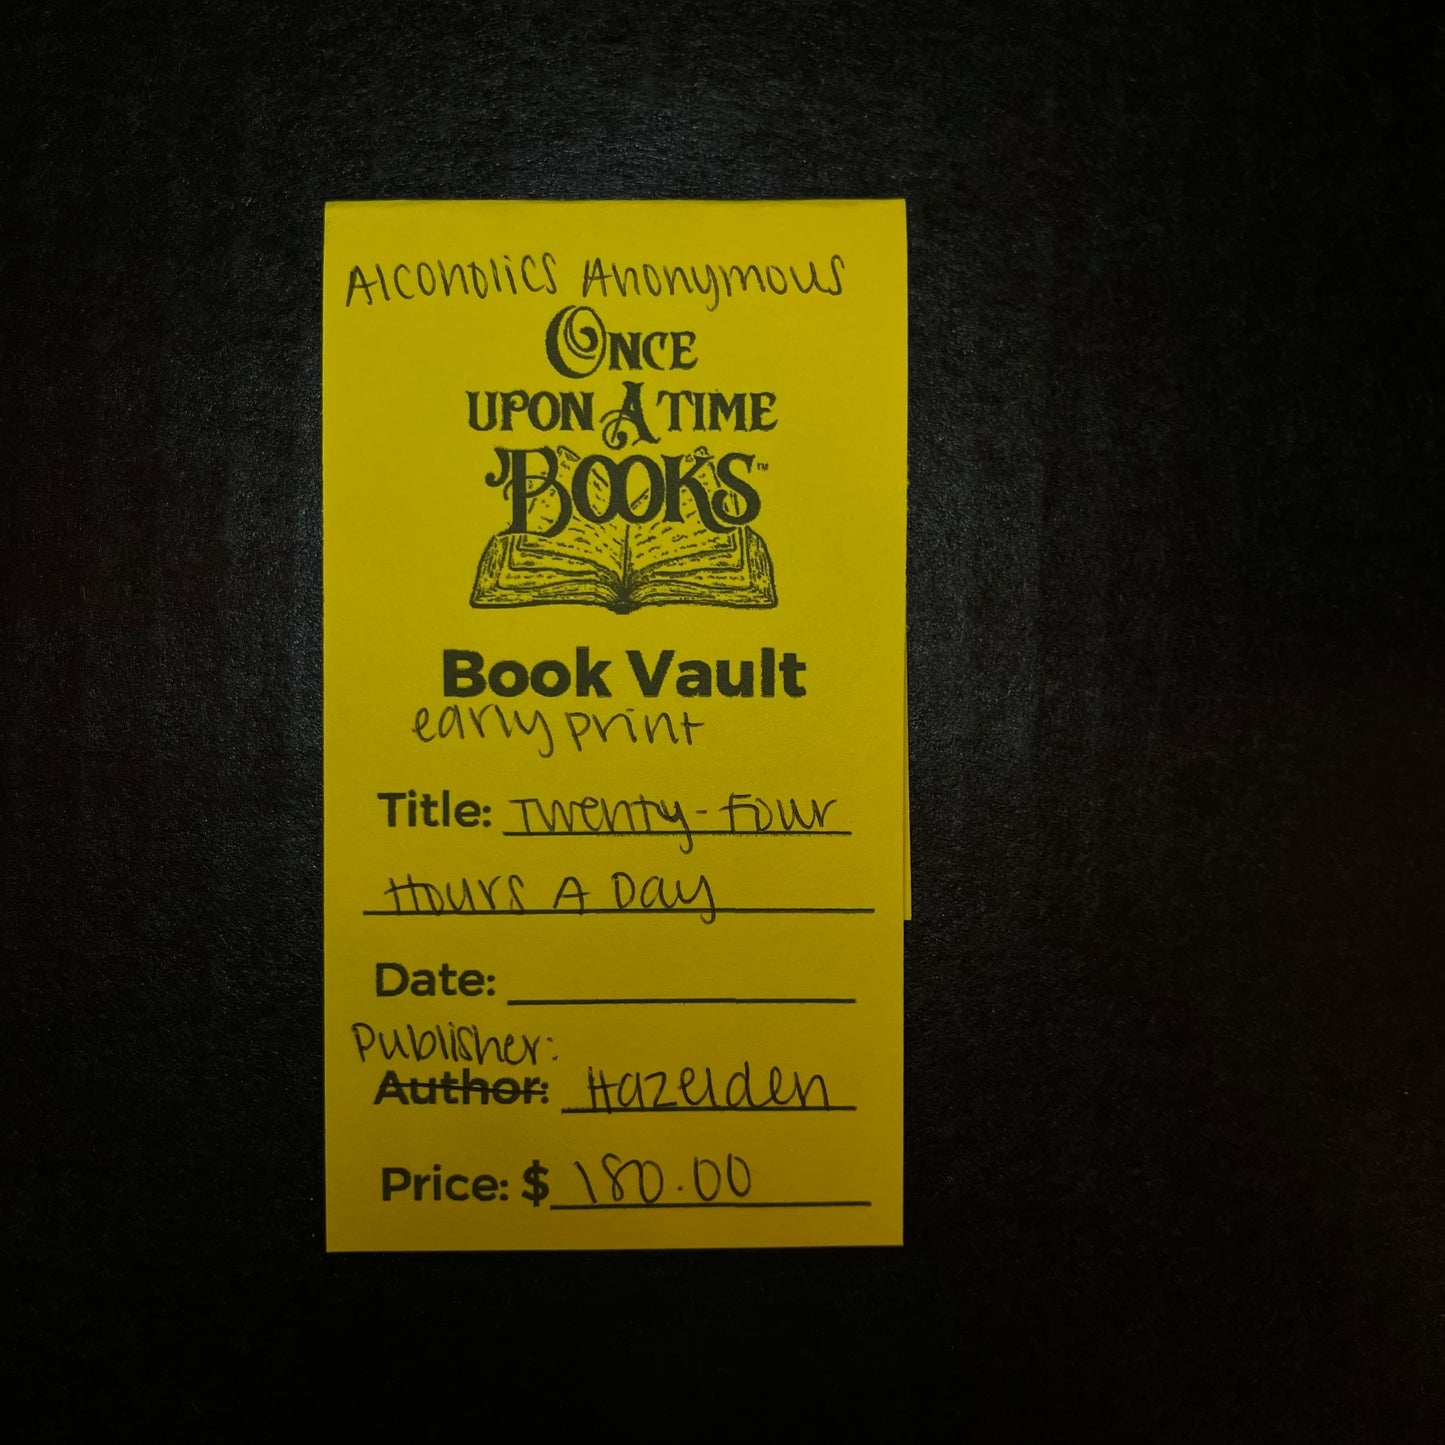 Alcoholics Anonymous
ONCE
UPON A TIME
BOOKS™
Book Vault
early print
Title: Twenty-Four
Hours A Day
Date:
Publisher:
Author: Hazelden
Price: $ 180.00